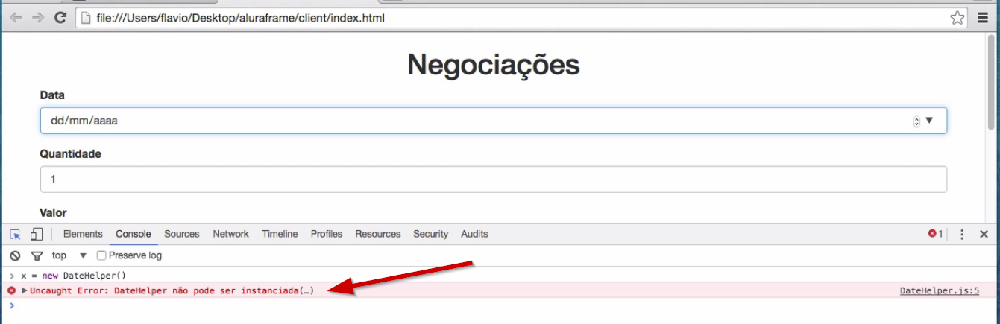 file:///Users/flavio/Desktop/aluraframe/client/index.html
Negociações
Data
dd/mm/aaaa
Quantidade
1
Valor
Elements Console Sources Network Timeline Profiles Resources Security Audits 1
top Preserve log
> x = new DateHelper()
Uncaught Error: DateHelper não pode ser instanciada(…) DateHelper.js:5
>